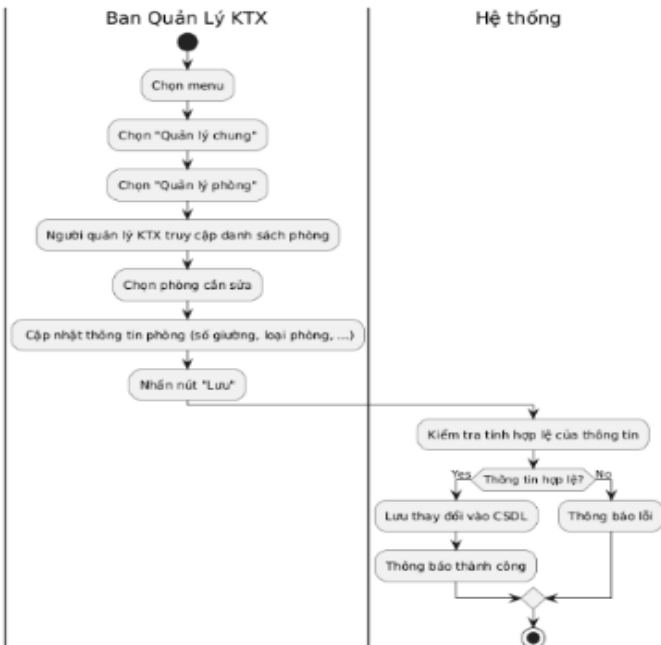 Ban Quản Lý KTX
Hệ thống
Chọn menu
Chọn "Quản lý chung"
Chọn "Quản lý phòng"
Người quản lý KTX truy cập danh sách phòng
Chọn phòng cần sửa
Cập nhật thông tin phòng (số giường, loại phòng, ...)
Nhấn nút "Lưu"
Kiểm tra tính hợp lệ của thông tin
Yes
Thông tin hợp lệ?
No
Lưu thay đổi vào CSDL
Thông báo lỗi
Thông báo thành công